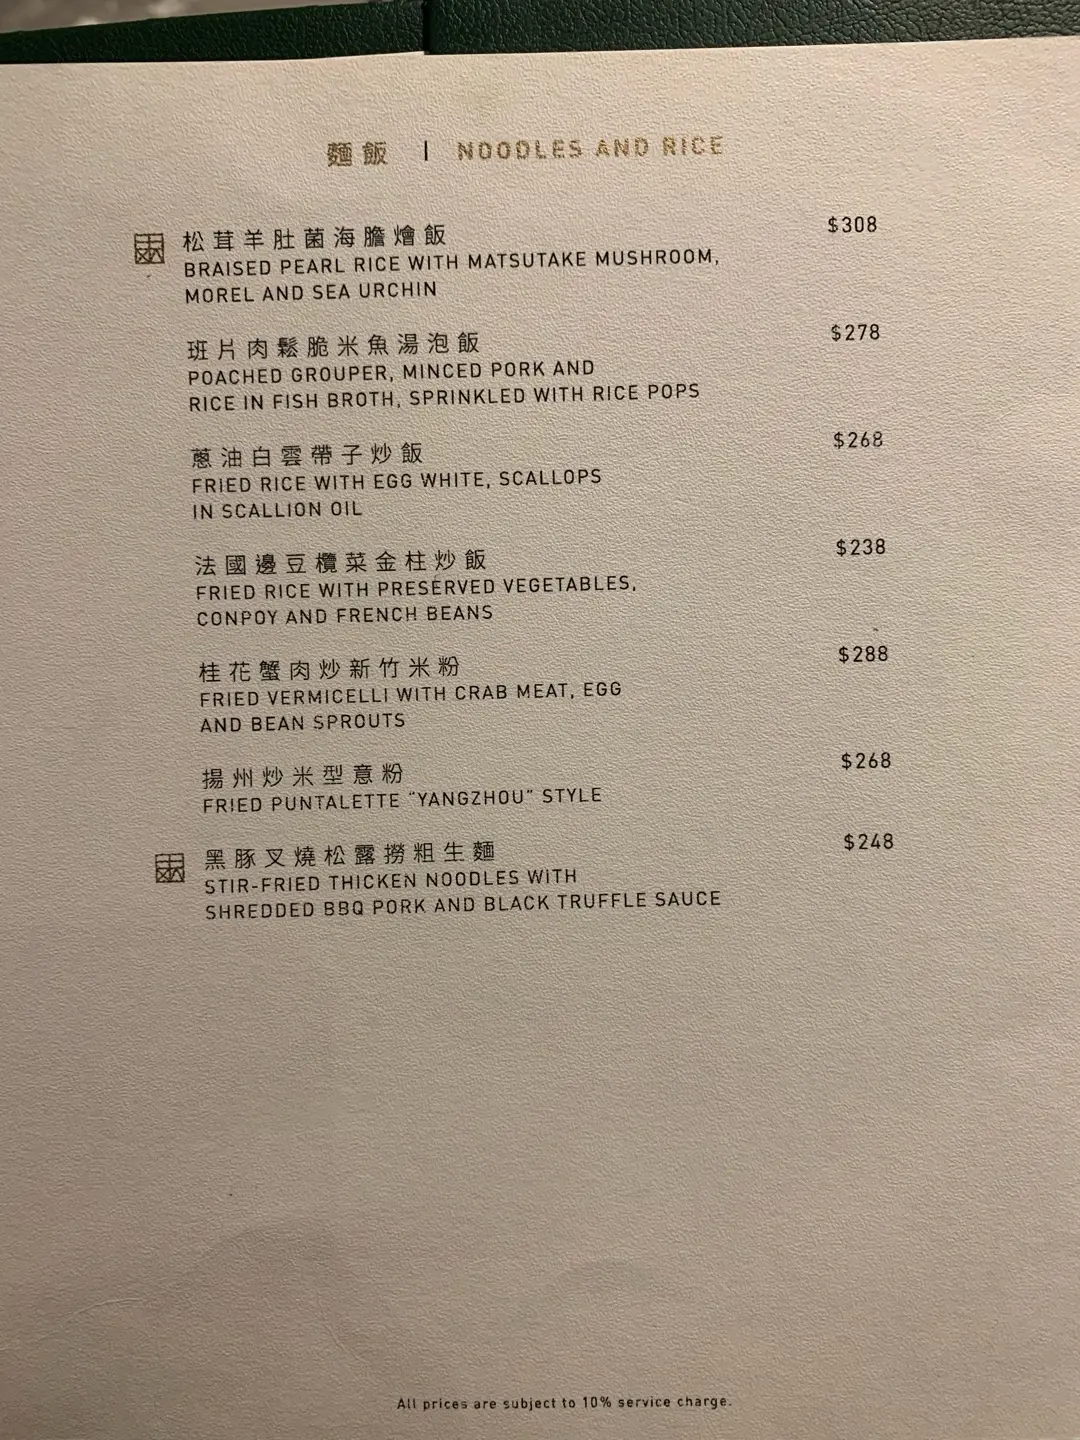 麵飯 | NOODLES AND RICE
松茸羊肚菌海膽燴飯 $308
BRAISED PEARL RICE WITH MATSUTAKE MUSHROOM,
MOREL AND SEA URCHIN
班片肉鬆脆米魚湯泡飯 $278
POACHED GROUPER, MINCED PORK AND
RICE IN FISH BROTH, SPRINKLED WITH RICE POPS
蔥油白雲帶子炒飯 $268
FRIED RICE WITH EGG WHITE, SCALLOPS
IN SCALLION OIL
法國邊豆欖菜金柱炒飯 $238
FRIED RICE WITH PRESERVED VEGETABLES,
CONPOY AND FRENCH BEANS
桂花蟹肉炒新竹米粉 $288
FRIED VERMICELLI WITH CRAB MEAT, EGG
AND BEAN SPROUTS
揚州炒米型意粉 $268
FRIED PUNTALETTE “YANGZHOU” STYLE
黑豚叉燒松露撈粗生麵 $248
STIR-FRIED THICKEN NOODLES WITH
SHREDDED BBQ PORK AND BLACK TRUFFLE SAUCE
All prices are subject to 10% service charge.